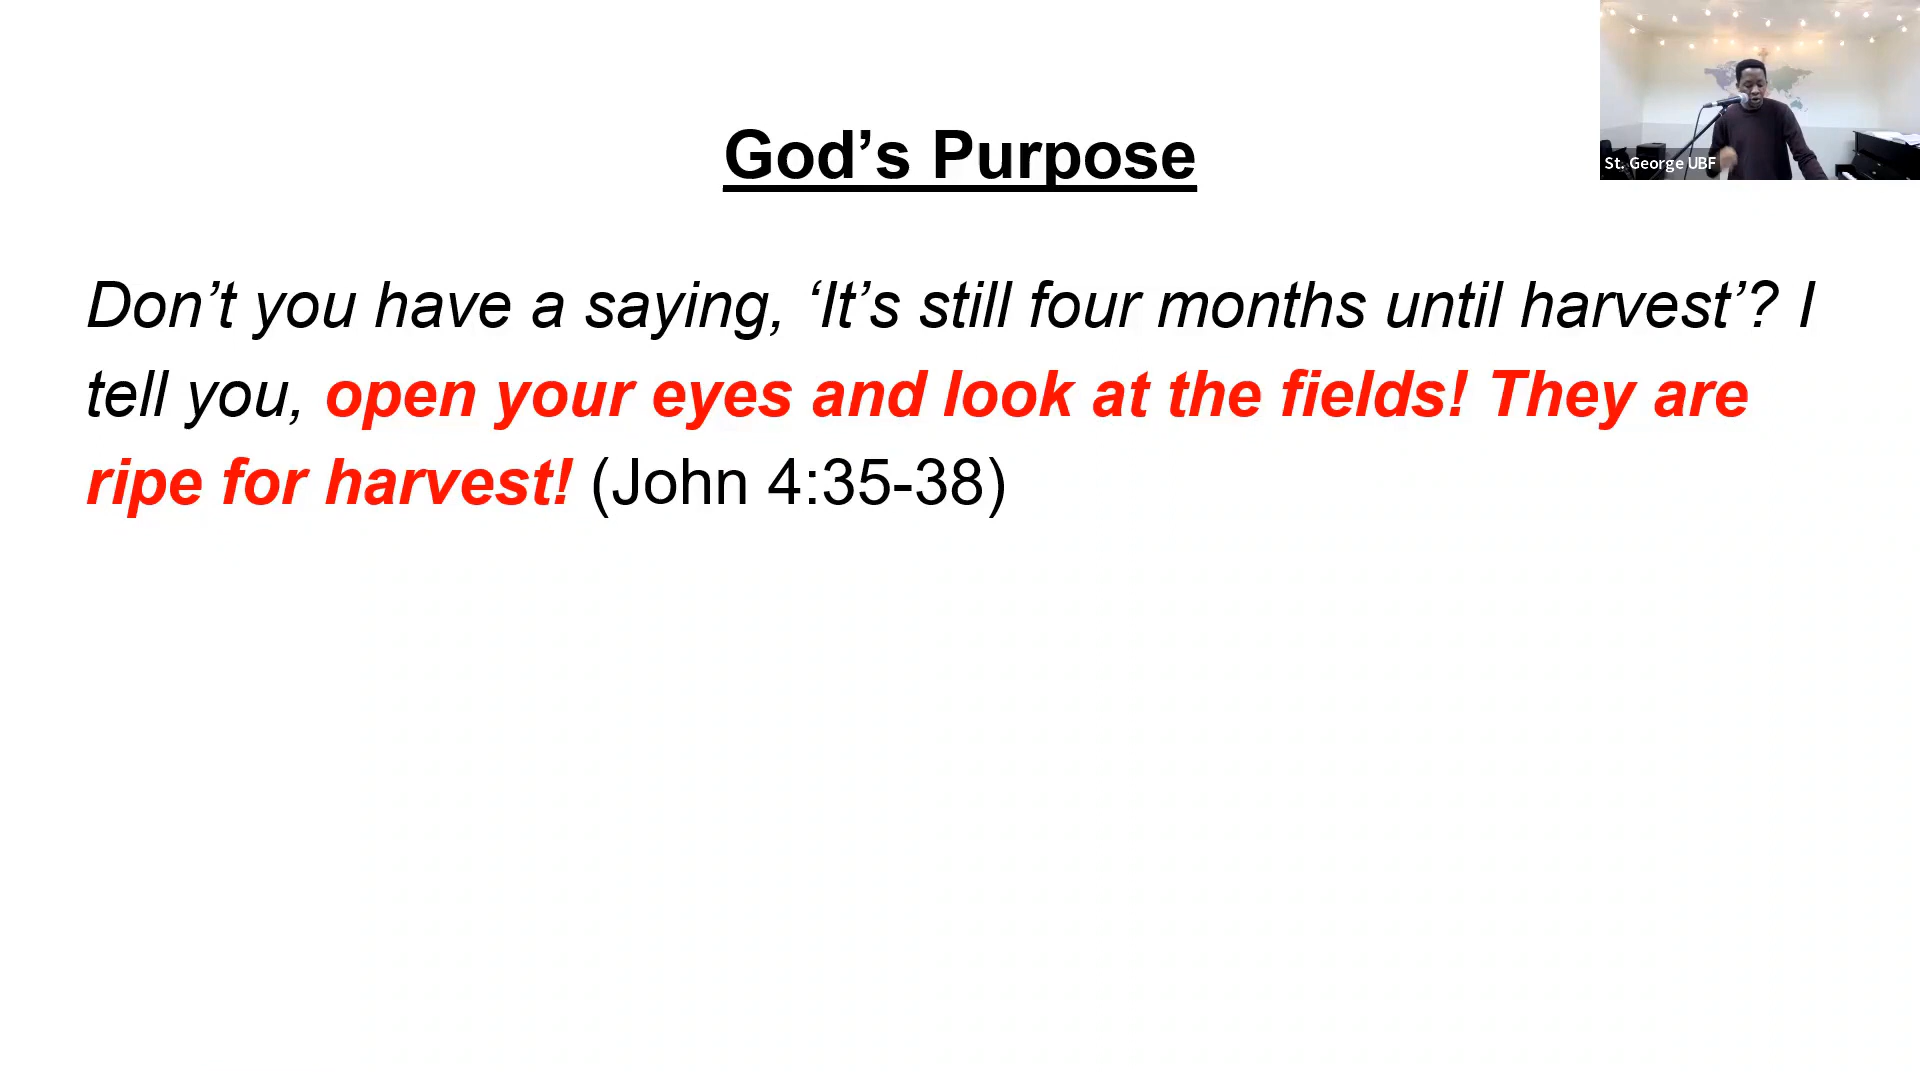 St. George UBF
God’s Purpose
Don’t you have a saying, ‘It’s still four months until harvest’? I
tell you, open your eyes and look at the fields! They are
ripe for harvest! (John 4:35-38)